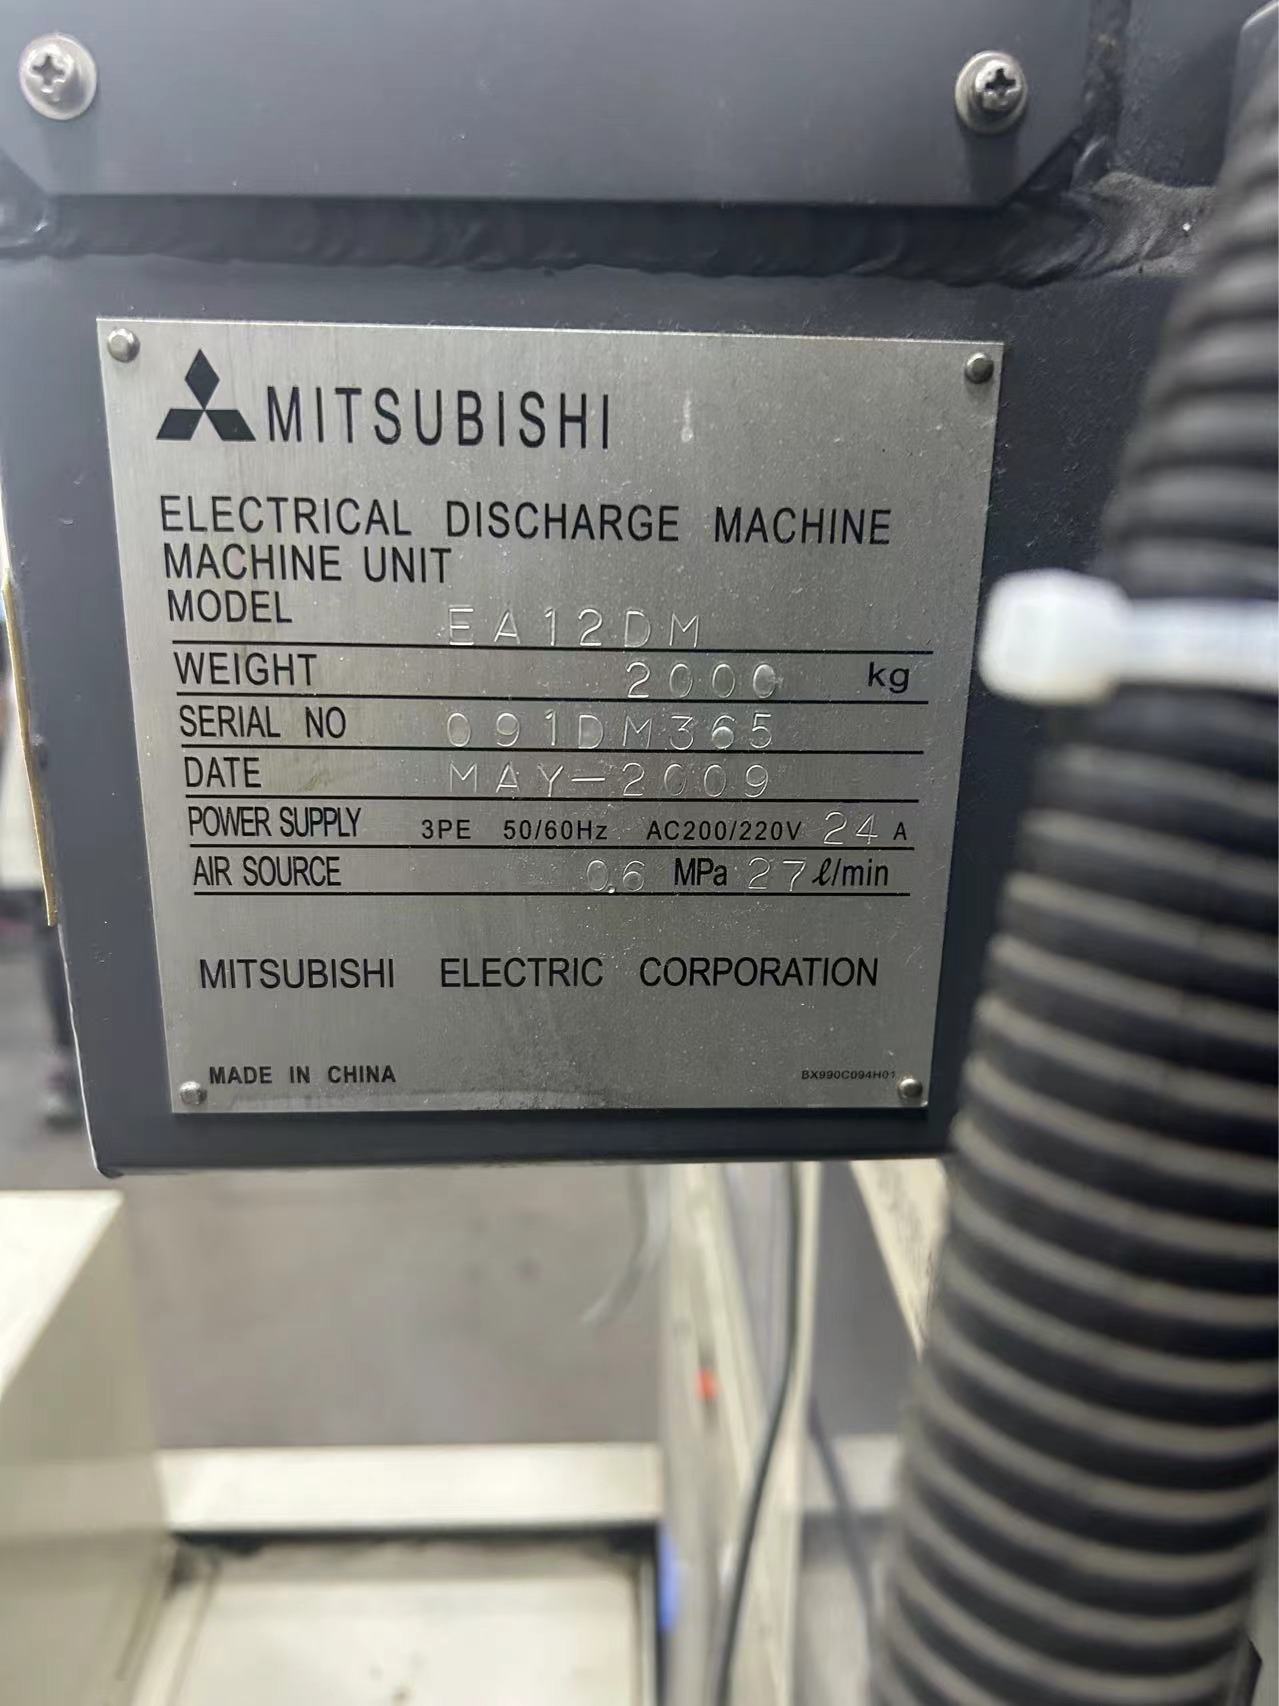 MITSUBISHI
ELECTRICAL DISCHARGE MACHINE
MACHINE UNIT
MODEL EA12DM
WEIGHT 2000 kg
SERIAL NO 091DM365
DATE MAY-2009
POWER SUPPLY 3PE 50/60Hz AC200/220V 24 A
AIR SOURCE 0.6 MPa 27 ℓ/min
MITSUBISHI ELECTRIC CORPORATION
MADE IN CHINA BX990C094H01